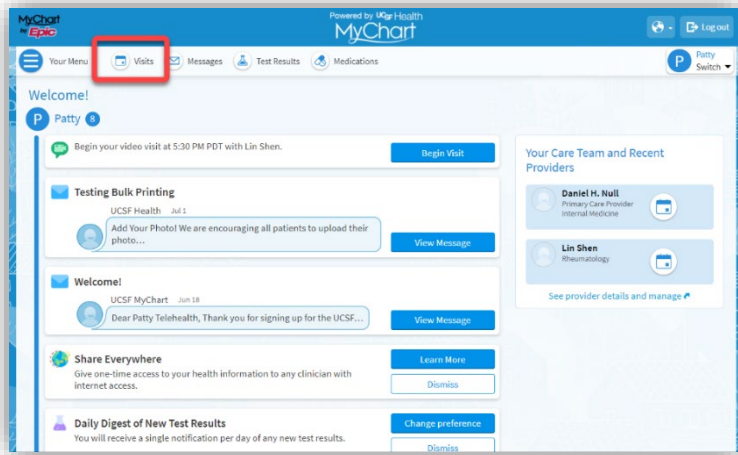 MyChart
by Epic
Powered by UCSF Health
MyChart
Log out
Your Menu
Visits
Messages
Test Results
Medications
P
Patty
Switch
Welcome!
P
Patty 8
Begin your video visit at 5:30 PM PDT with Lin Shen.
Begin Visit
Testing Bulk Printing
UCSF Health Jul 1
Add Your Photo! We are encouraging all patients to upload their
photo...
View Message
Welcome!
UCSF MyChart Jun 18
Dear Patty Telehealth, Thank you for signing up for the UCSF...
View Message
Share Everywhere
Give one-time access to your health information to any clinician with
internet access.
Learn More
Dismiss
Daily Digest of New Test Results
You will receive a single notification per day of any new test results.
Change preference
Dismiss
Your Care Team and Recent
Providers
Daniel H. Null
Primary Care Provider
Internal Medicine
Lin Shen
Rheumatology
See provider details and manage